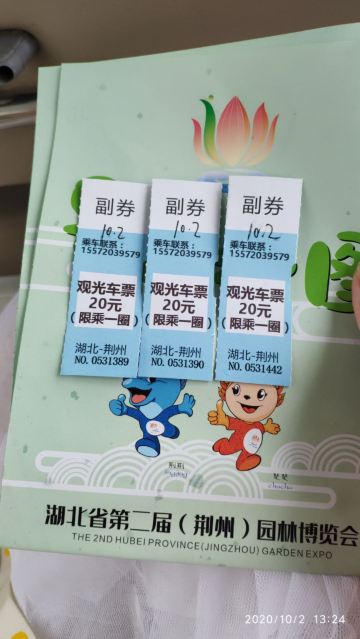 副券
10.2
乘车联系：
15572039579
观光车票
20元
（限乘一圈）
湖北-荆州
NO. 0531389
副券
10.2
乘车联系：
15572039579
观光车票
20元
（限乘一圈）
湖北-荆州
NO. 0531390
副券
10.2
乘车联系：
15572039579
观光车票
20元
（限乘一圈）
湖北-荆州
NO. 0531442
荆荆
楚楚
chuchu
湖北省第二届（荆州）园林博览会
THE 2ND HUBEI PROVINCE(JINGZHOU) GARDEN EXPO
2020/10/2 13:24